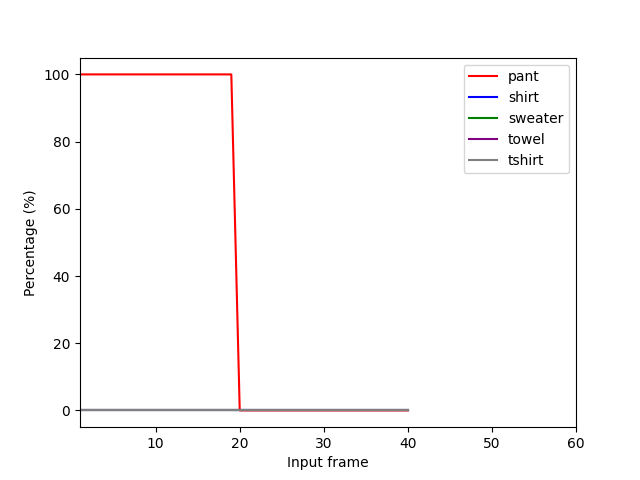 100
80
60
40
20
0
Percentage (%)
pant
shirt
sweater
towel
tshirt
10 20 30 40 50 60
Input frame